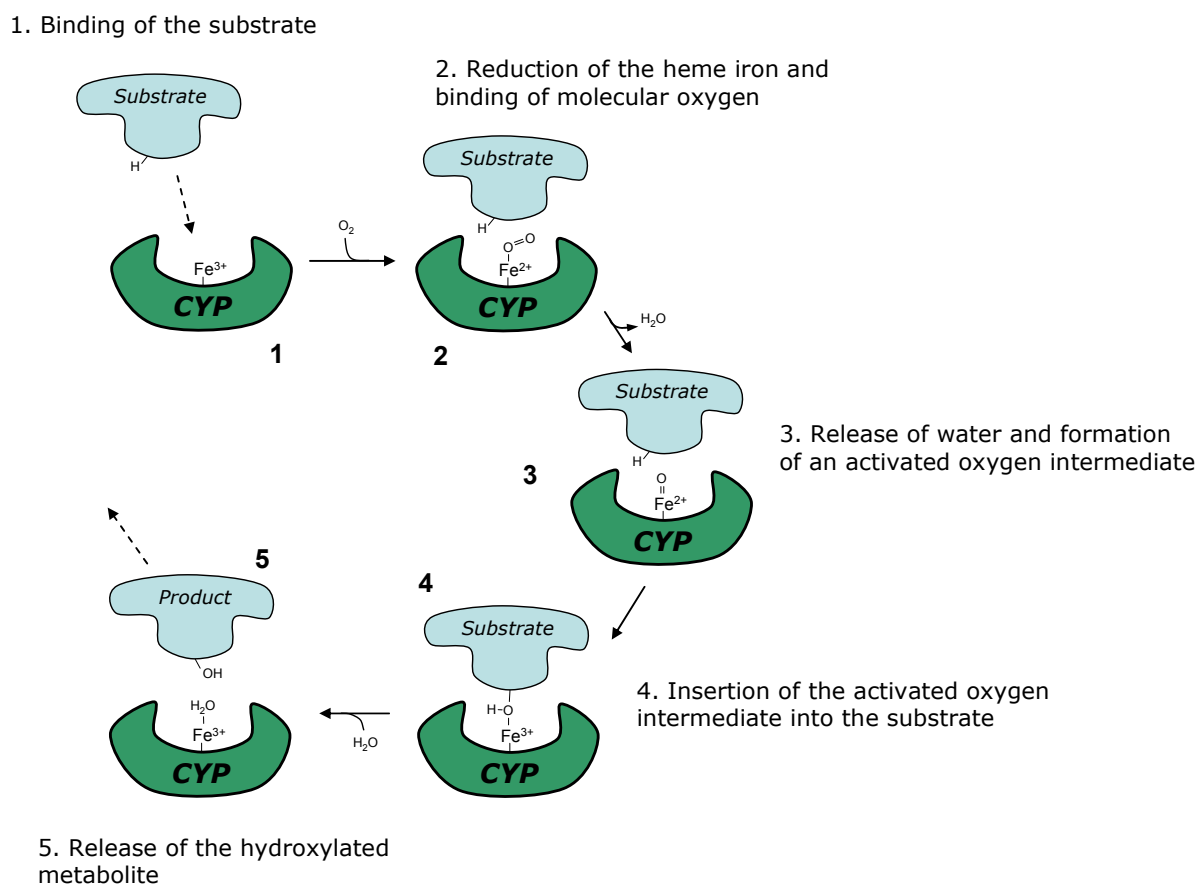 1. Binding of the substrate
Substrate
H
Fe³⁺
CYP
1
O₂
2. Reduction of the heme iron and
binding of molecular oxygen
Substrate
H
O=O
Fe²⁺
CYP
2
H₂O
Substrate
H
O
Fe²⁺
CYP
3
3. Release of water and formation
of an activated oxygen intermediate
4
Substrate
H-O
Fe³⁺
CYP
4. Insertion of the activated oxygen
intermediate into the substrate
H₂O
5
Product
OH
H₂O
Fe³⁺
CYP
5. Release of the hydroxylated
metabolite